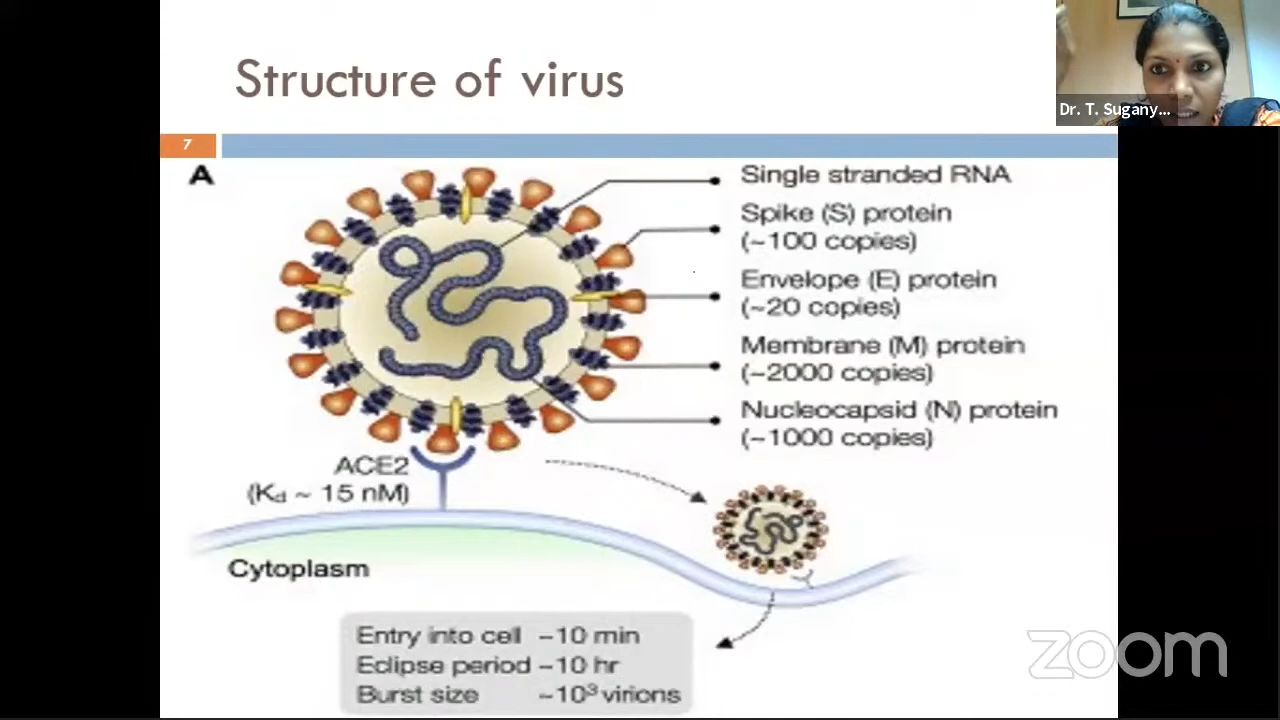 Structure of virus
Dr. T. Sugany...
7
A
Single stranded RNA
Spike (S) protein
(~100 copies)
Envelope (E) protein
(~20 copies)
Membrane (M) protein
(~2000 copies)
Nucleocapsid (N) protein
(~1000 copies)
ACE2
(Kd ~ 15 nM)
Cytoplasm
Entry into cell ~10 min
Eclipse period ~10 hr
Burst size ~10³ virions
zoom